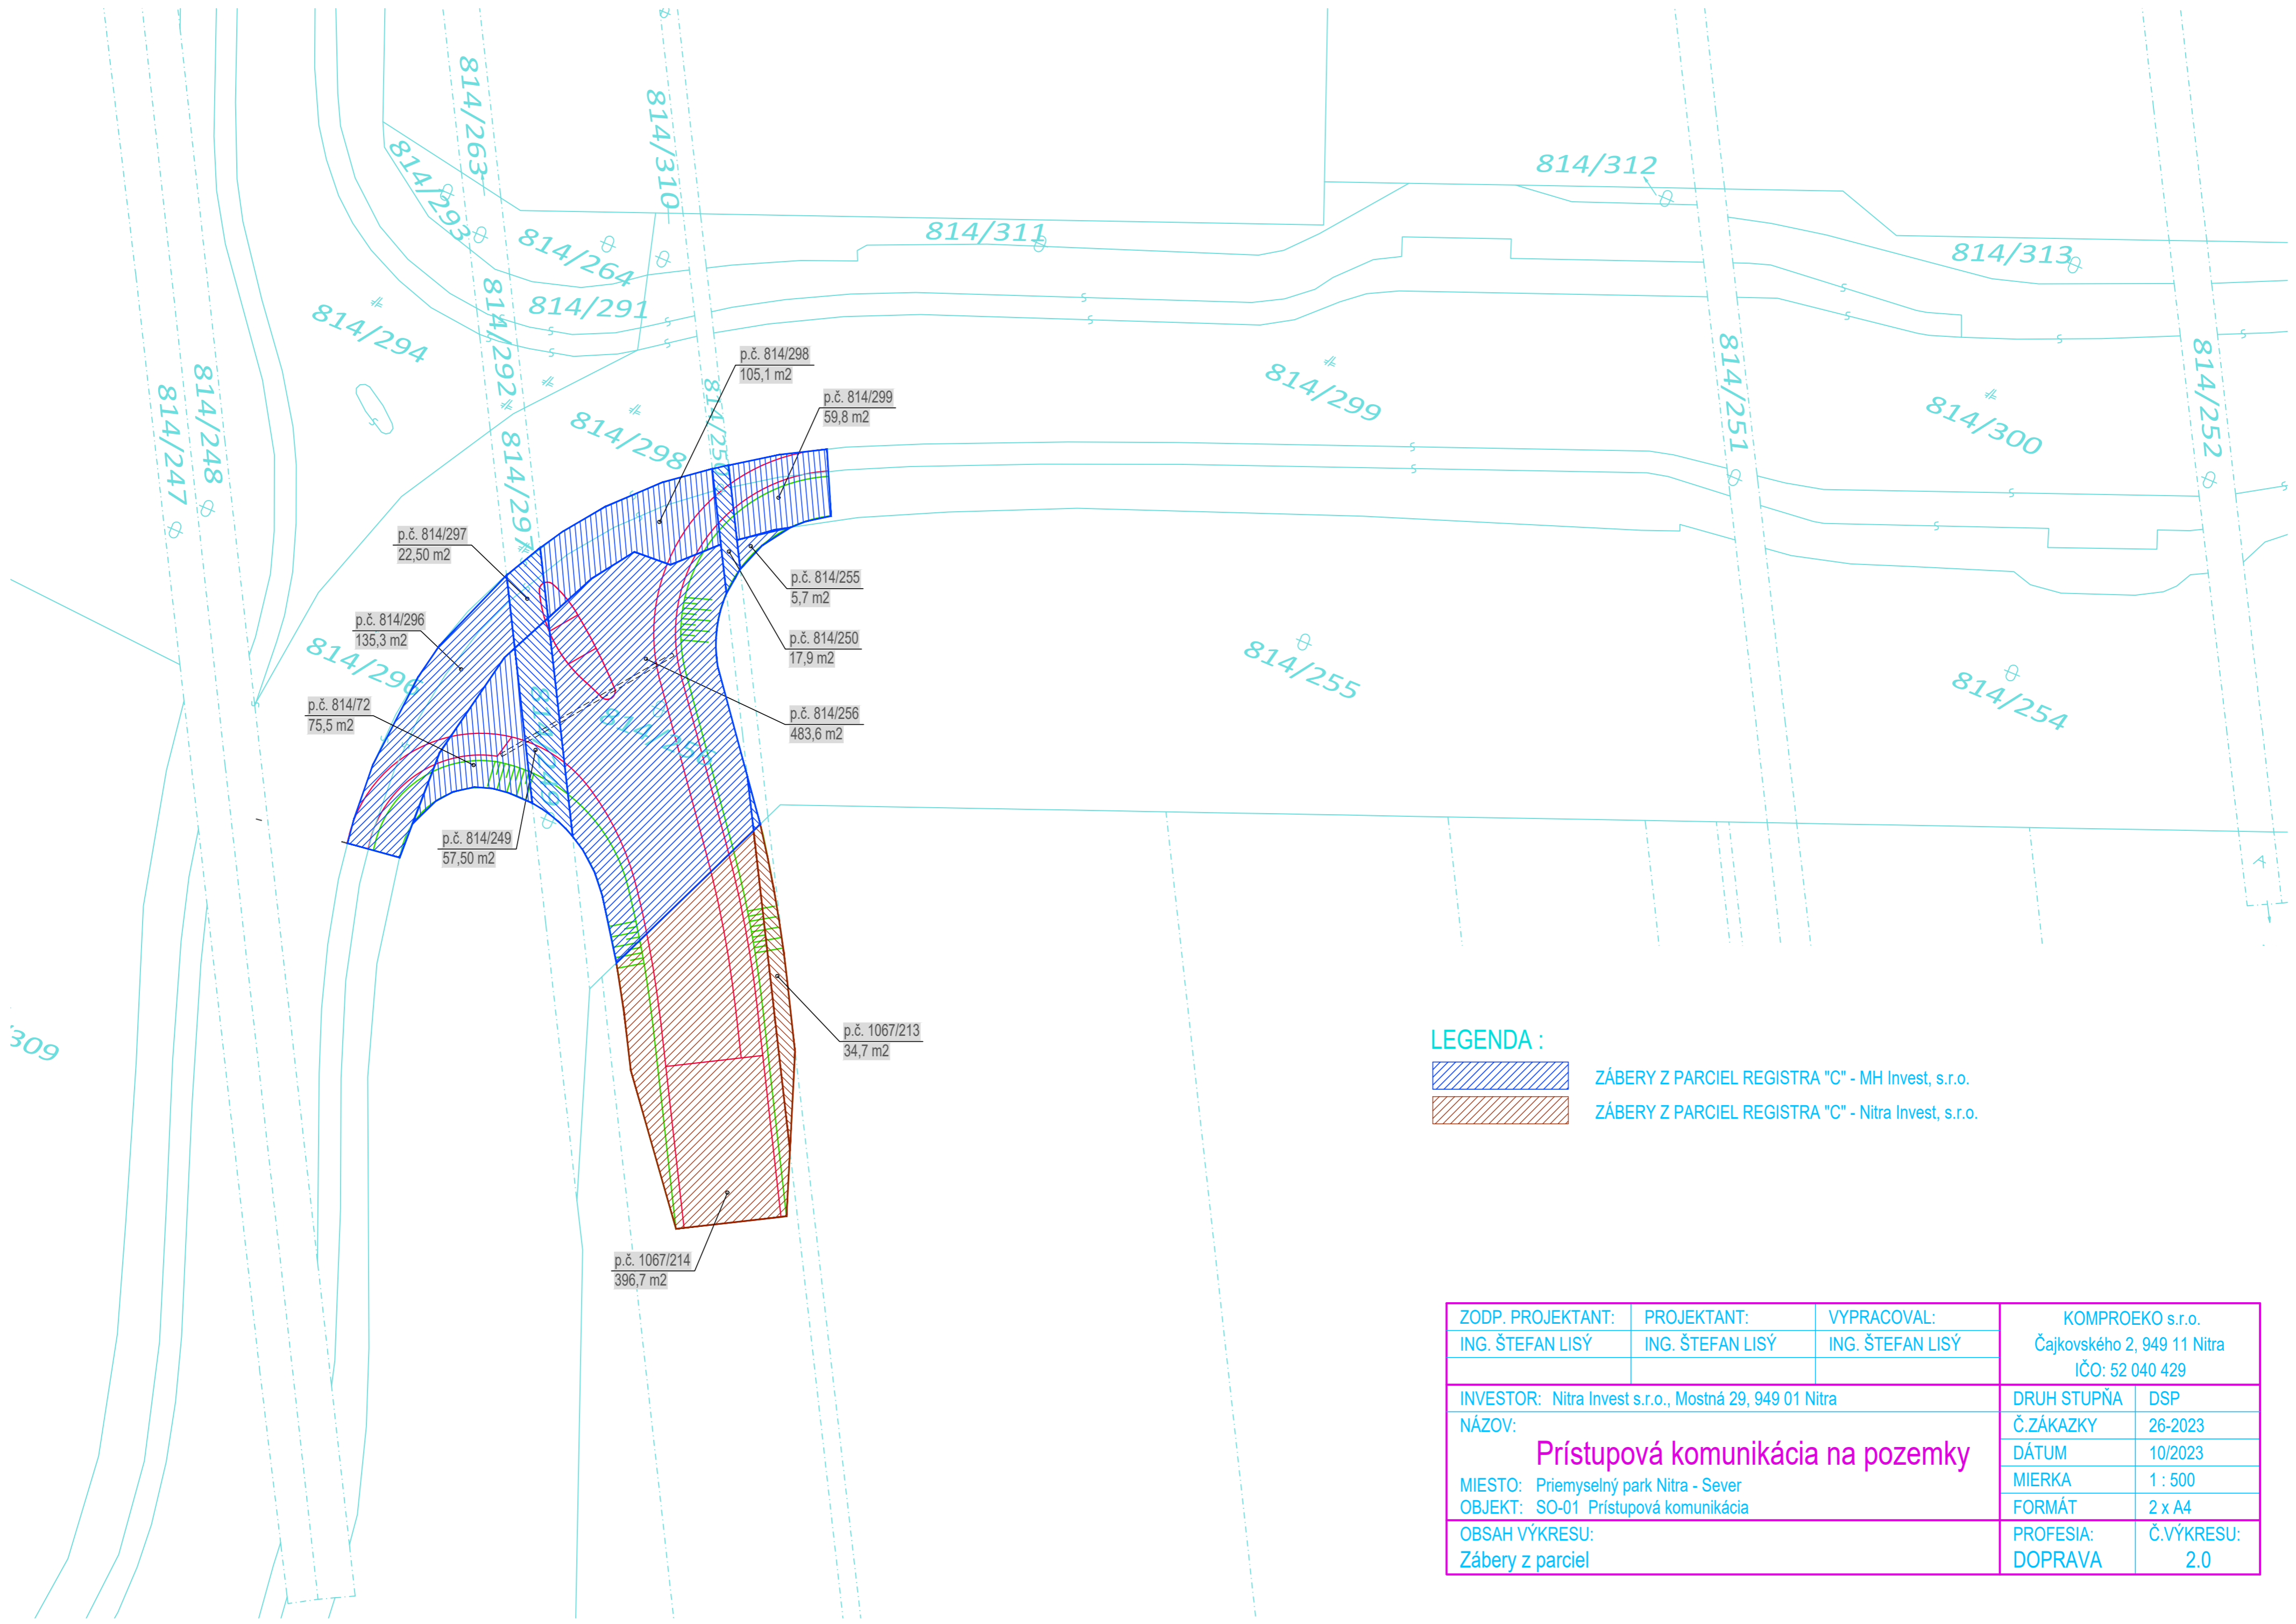 814/263
814/310
814/293
814/264
814/291
814/311
814/312
814/313
814/294
814/292
814/247
814/248
814/298
814/250
814/299
814/251
814/300
814/252
814/297
814/296
814/249
814/256
814/255
814/254
309
p.č. 814/298
105,1 m2
p.č. 814/299
59,8 m2
p.č. 814/297
22,50 m2
p.č. 814/255
5,7 m2
p.č. 814/296
135,3 m2
p.č. 814/250
17,9 m2
p.č. 814/72
75,5 m2
p.č. 814/256
483,6 m2
p.č. 814/249
57,50 m2
p.č. 1067/213
34,7 m2
p.č. 1067/214
396,7 m2
LEGENDA :
ZÁBERY Z PARCIEL REGISTRA "C" - MH Invest, s.r.o.
ZÁBERY Z PARCIEL REGISTRA "C" - Nitra Invest, s.r.o.
ZODP. PROJEKTANT: PROJEKTANT: VYPRACOVAL:
ING. ŠTEFAN LISÝ ING. ŠTEFAN LISÝ ING. ŠTEFAN LISÝ
KOMPROEKO s.r.o.
Čajkovského 2, 949 11 Nitra
IČO: 52 040 429
INVESTOR: Nitra Invest s.r.o., Mostná 29, 949 01 Nitra
DRUH STUPŇA DSP
NÁZOV:
Č.ZÁKAZKY 26-2023
Prístupová komunikácia na pozemky
DÁTUM 10/2023
MIESTO: Priemyselný park Nitra - Sever
MIERKA 1 : 500
OBJEKT: SO-01 Prístupová komunikácia
FORMÁT 2 x A4
OBSAH VÝKRESU:
PROFESIA: Č.VÝKRESU:
Zábery z parciel
DOPRAVA 2.0